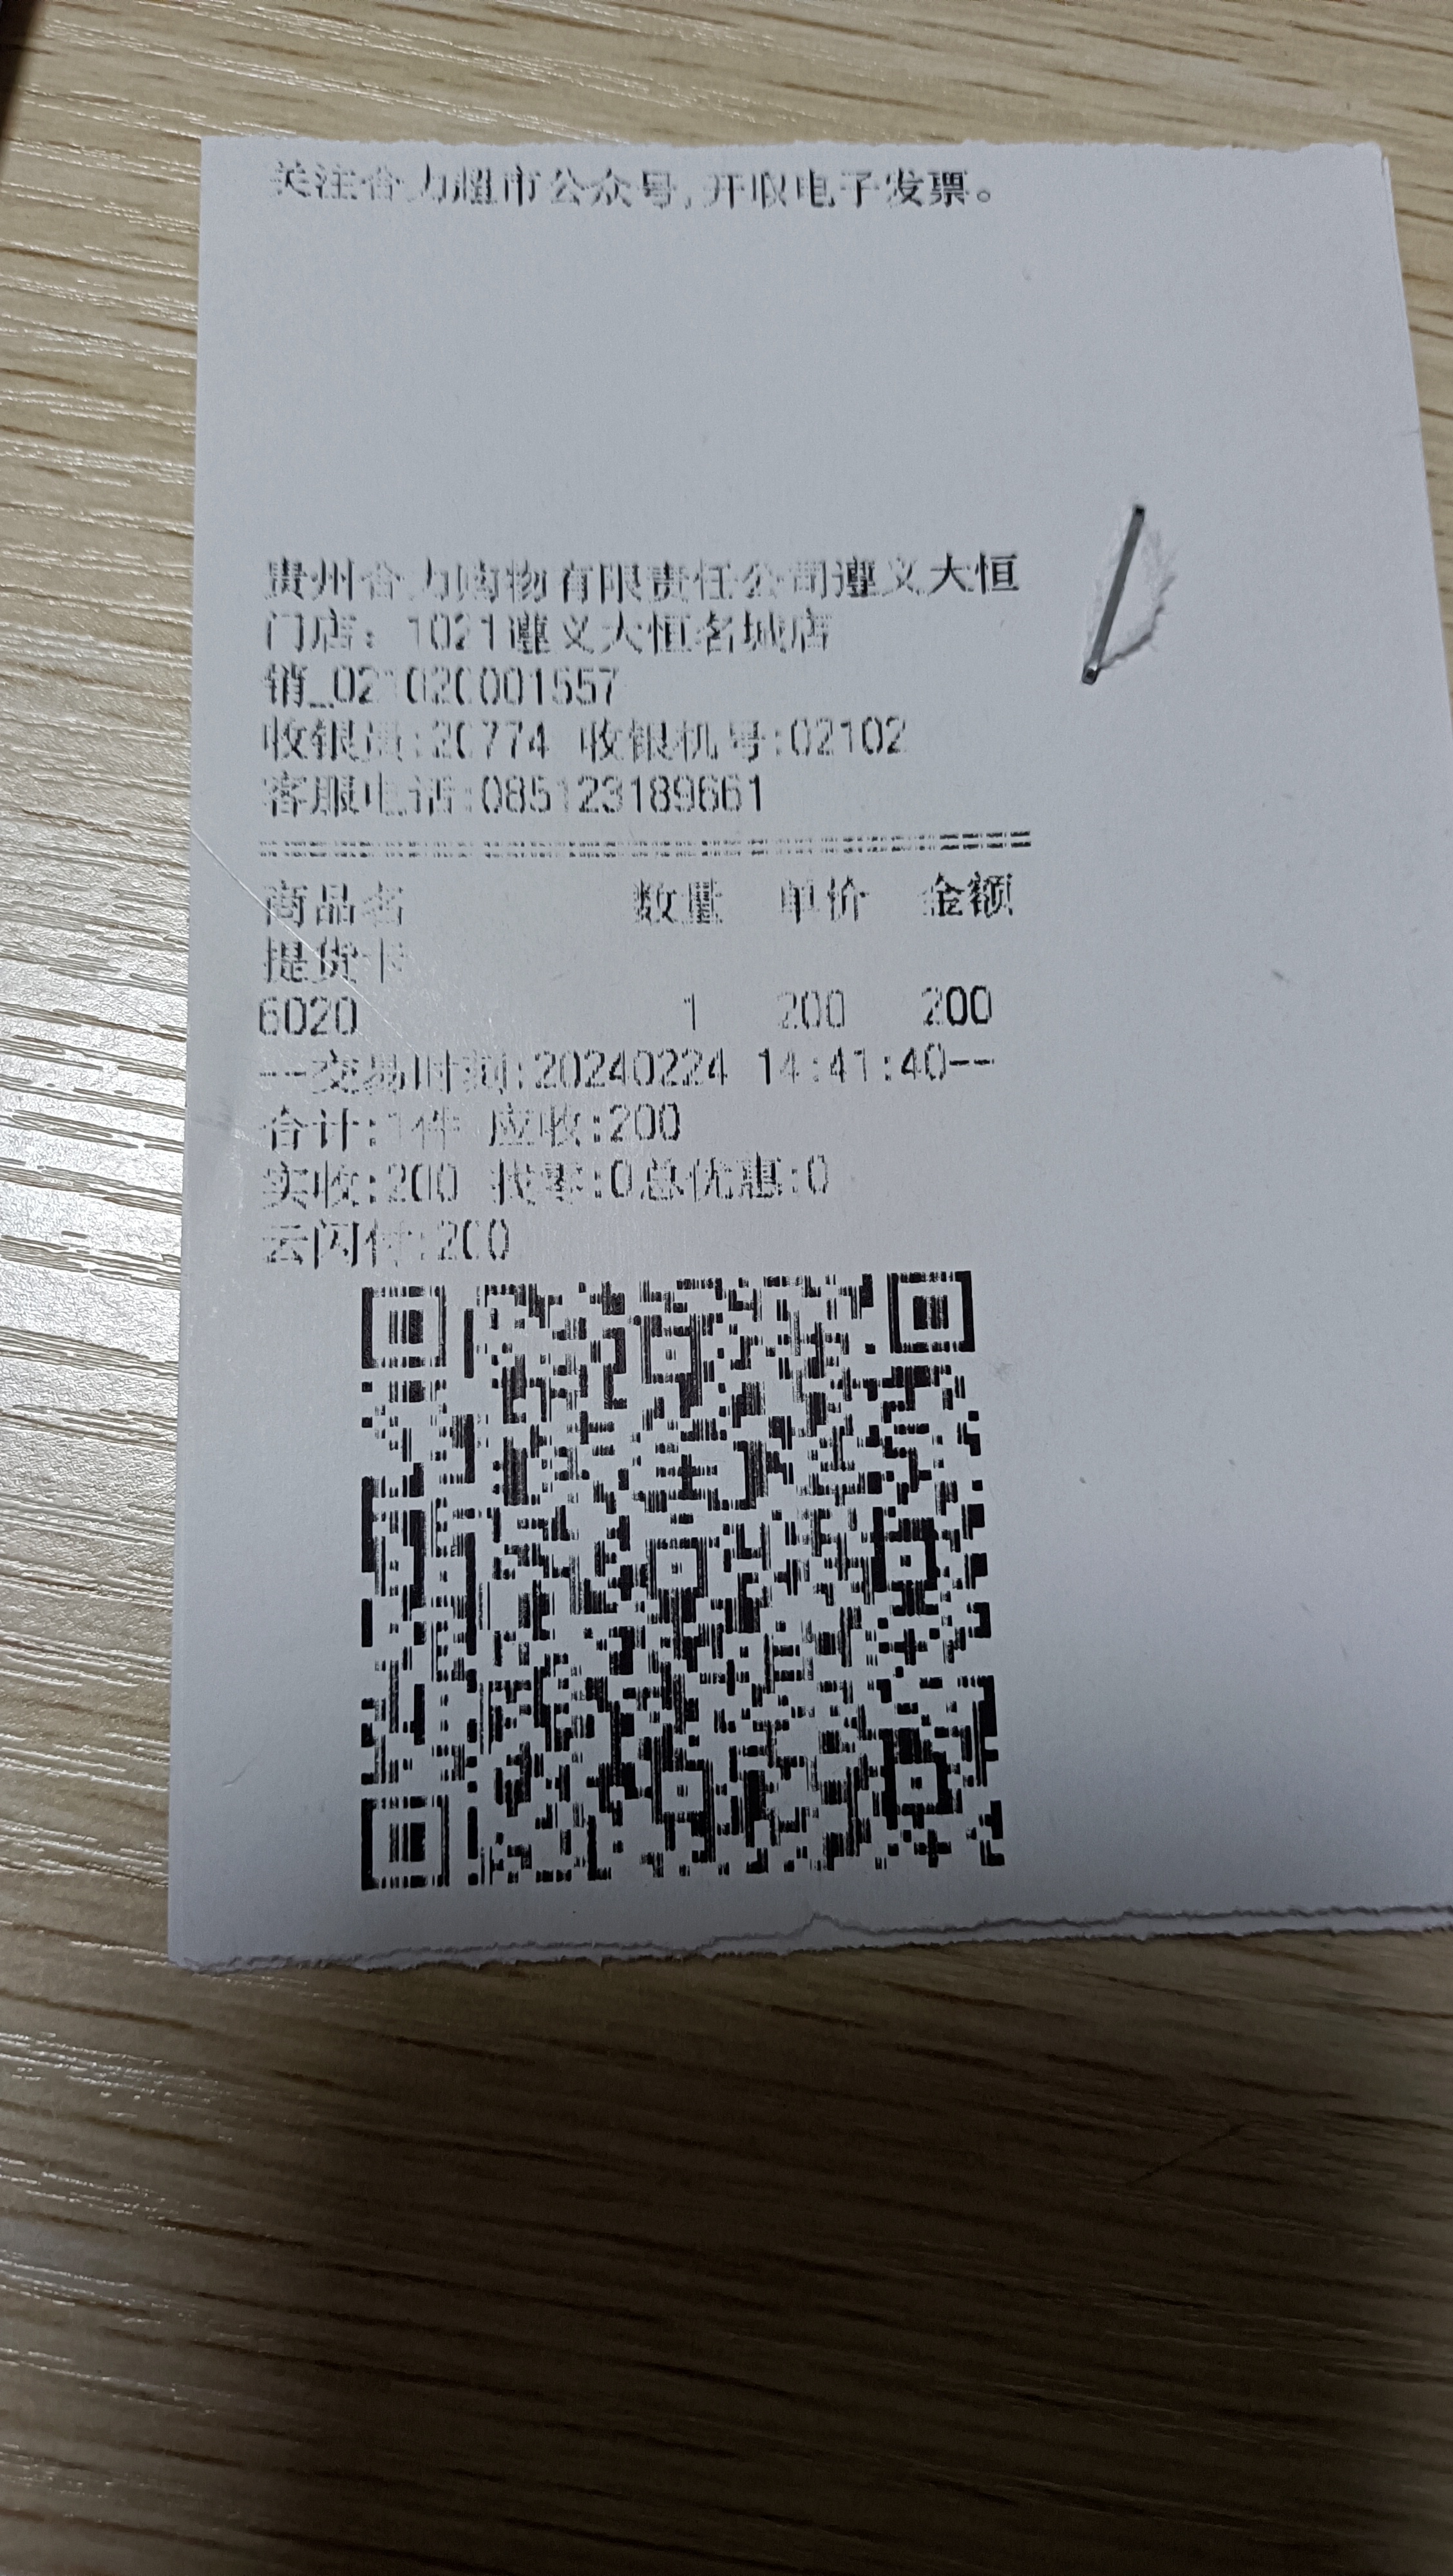 关注合力超市公众号,开取电子发票。
贵州合力购物有限责任公司遵义大恒
门店：1021遵义大恒名城店
销_021020001557
收银员:20774 收银机号:02102
客服电话:085123189661
商品名 数量 单价 金额
提货卡
6020 1 200 200
--交易时刻:20240224 14:41:40--
合计:1件 应收:200
实收:200 找零:0总优惠:0
云闪付:200